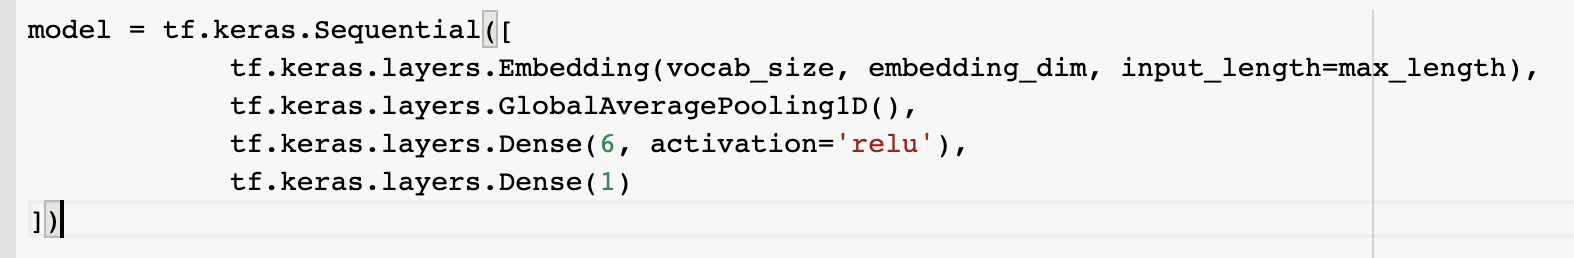 model = tf.keras.Sequential([
            tf.keras.layers.Embedding(vocab_size, embedding_dim, input_length=max_length),
            tf.keras.layers.GlobalAveragePooling1D(),
            tf.keras.layers.Dense(6, activation='relu'),
            tf.keras.layers.Dense(1)
])